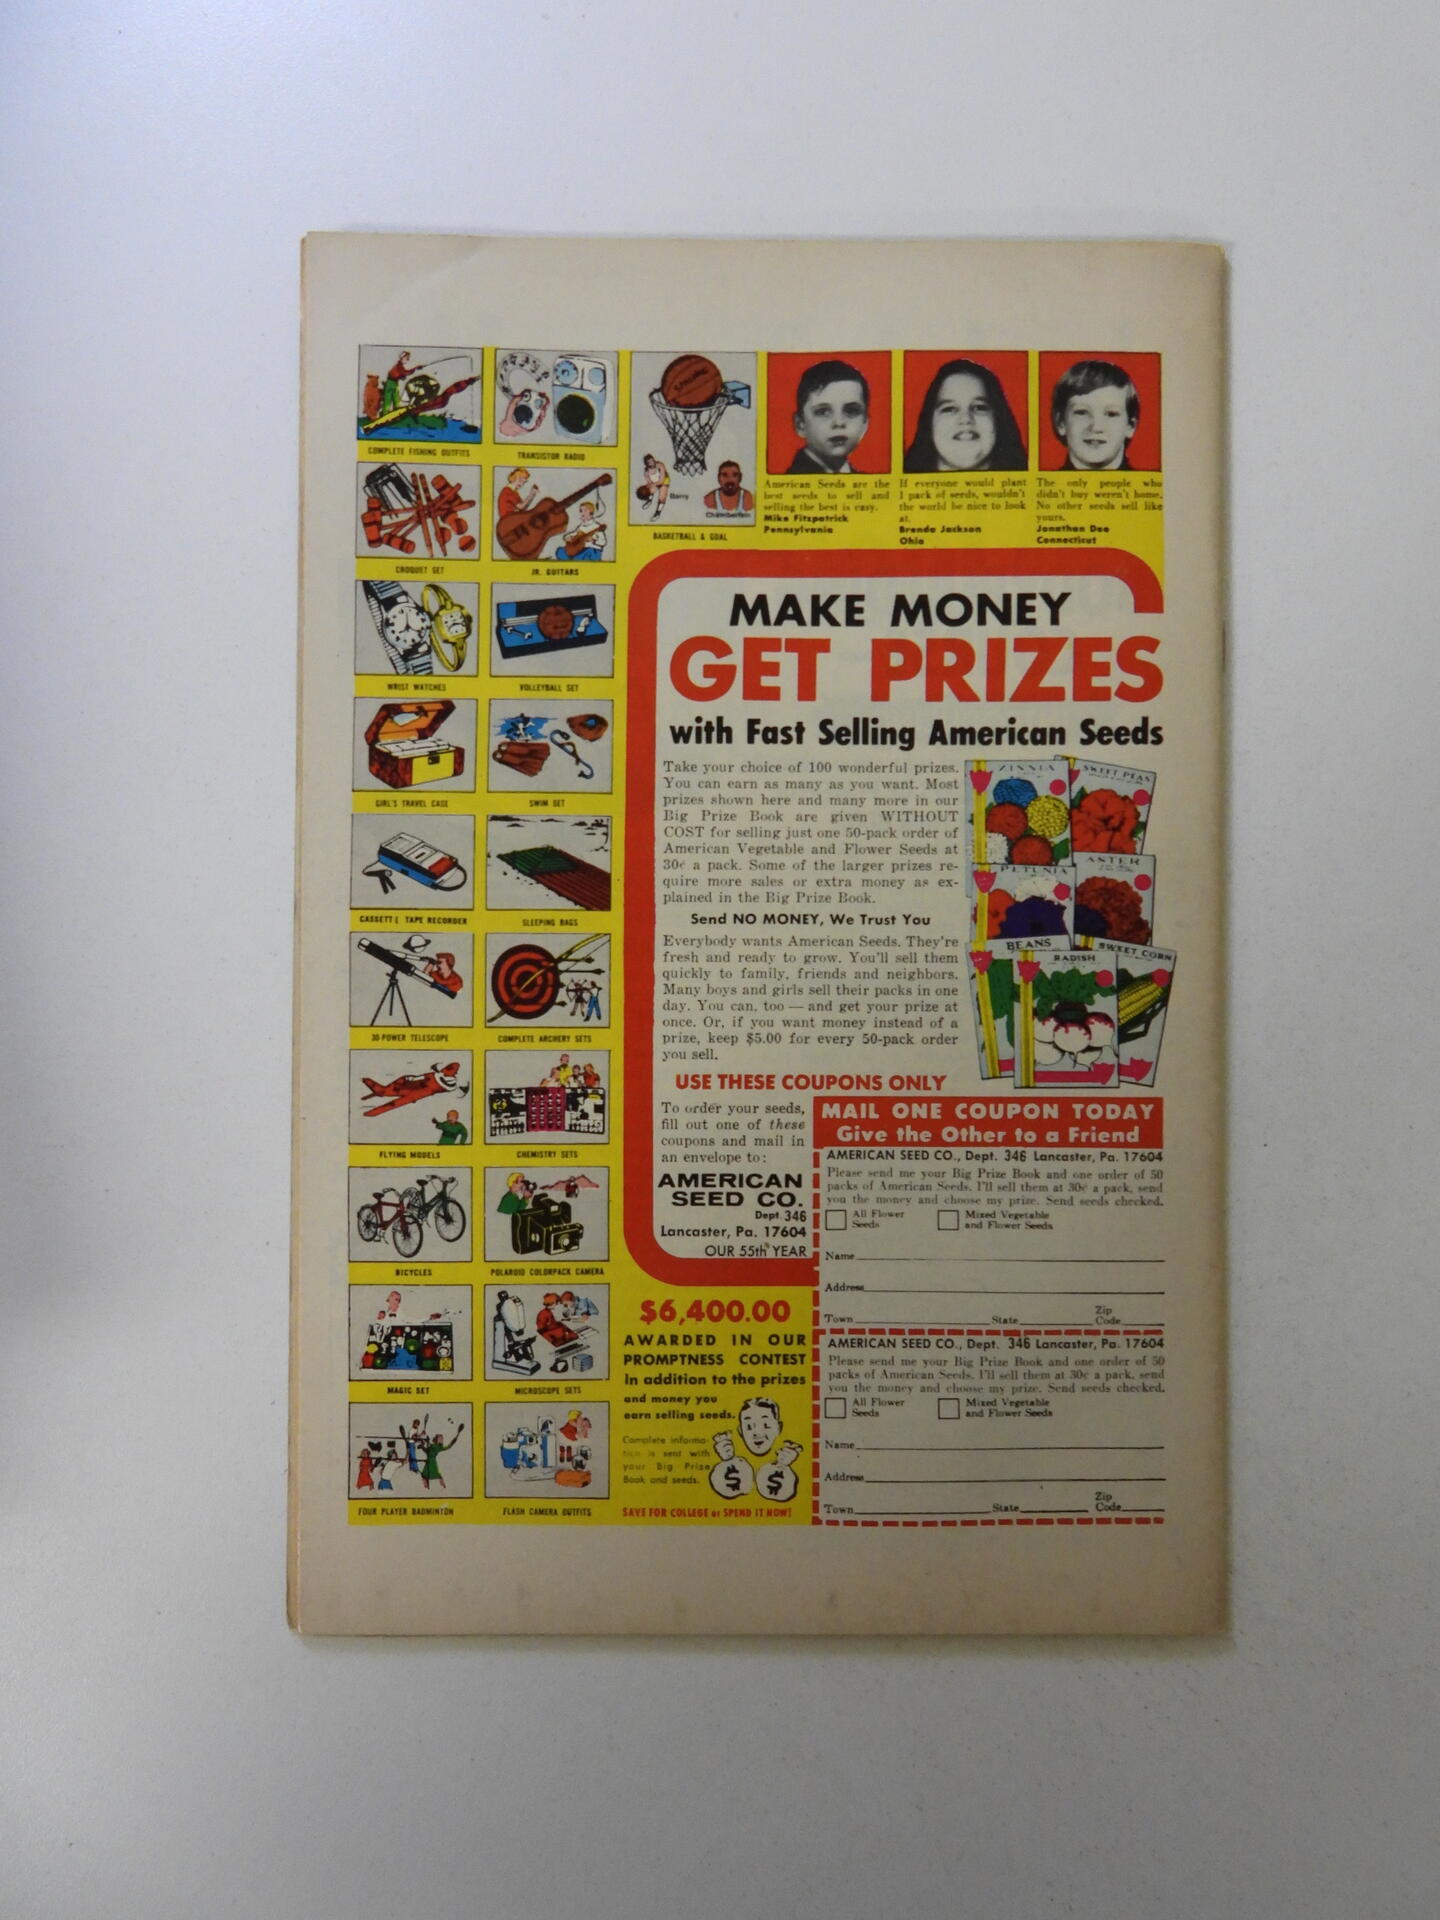 COMPLETE FISHING OUTFITS
TRANSISTOR RADIO
CROQUET SET
JR. GUITARS
WRIST WATCHES
VOLLEYBALL SET
GIRL'S TRAVEL CASE
SWIM SET
CASSETTE TAPE RECORDER
SLEEPING BAGS
30-POWER TELESCOPE
COMPLETE ARCHERY SETS
FLYING MODELS
CHEMISTRY SETS
BICYCLES
POLAROID COLORPACK CAMERA
MAGIC SET
MICROSCOPE SETS
FOUR PLAYER BADMINTON
FLASH CAMERA OUTFITS
SPALDING
Barry
Chamberlain
BASKETBALL & GOAL
American Seeds are the
best seeds to sell and
selling the best is easy.
Mike Fitzpatrick
Pennsylvania
If everyone would plant
1 pack of seeds, wouldn't
the world be nice to look
at.
Brenda Jackson
Ohio
The only people who
didn't buy weren't home.
No other seeds sell like
yours.
Jonathan Dee
Connecticut
MAKE MONEY
GET PRIZES
with Fast Selling American Seeds
Take your choice of 100 wonderful prizes.
You can earn as many as you want. Most
prizes shown here and many more in our
Big Prize Book are given WITHOUT
COST for selling just one 50-pack order of
American Vegetable and Flower Seeds at
30¢ a pack. Some of the larger prizes re-
quire more sales or extra money as ex-
plained in the Big Prize Book.
Send NO MONEY, We Trust You
Everybody wants American Seeds. They're
fresh and ready to grow. You'll sell them
quickly to family, friends and neighbors.
Many boys and girls sell their packs in one
day. You can, too — and get your prize at
once. Or, if you want money instead of a
prize, keep $5.00 for every 50-pack order
you sell.
ZINNIA
SWEET PEAS
PETUNIA
ASTER
BEANS
RADISH
SWEET CORN
USE THESE COUPONS ONLY
To order your seeds,
fill out one of these
coupons and mail in
an envelope to:
AMERICAN
SEED CO.
Dept. 346
Lancaster, Pa. 17604
OUR 55th YEAR
MAIL ONE COUPON TODAY
Give the Other to a Friend
AMERICAN SEED CO., Dept. 346 Lancaster, Pa. 17604
Please send me your Big Prize Book and one order of 50
packs of American Seeds. I'll sell them at 30¢ a pack, send
you the money and choose my prize. Send seeds checked.
All Flower Seeds
Mixed Vegetable and Flower Seeds
Name
Address
Town State Zip Code
AMERICAN SEED CO., Dept. 346 Lancaster, Pa. 17604
Please send me your Big Prize Book and one order of 50
packs of American Seeds. I'll sell them at 30¢ a pack, send
you the money and choose my prize. Send seeds checked.
All Flower Seeds
Mixed Vegetable and Flower Seeds
Name
Address
Town State Zip Code
$6,400.00
AWARDED IN OUR
PROMPTNESS CONTEST
In addition to the prizes
and money you
earn selling seeds.
Complete informa-
tion is sent with
your Big Prize
Book and seeds.
$ $
SAVE FOR COLLEGE or SPEND IT NOW!